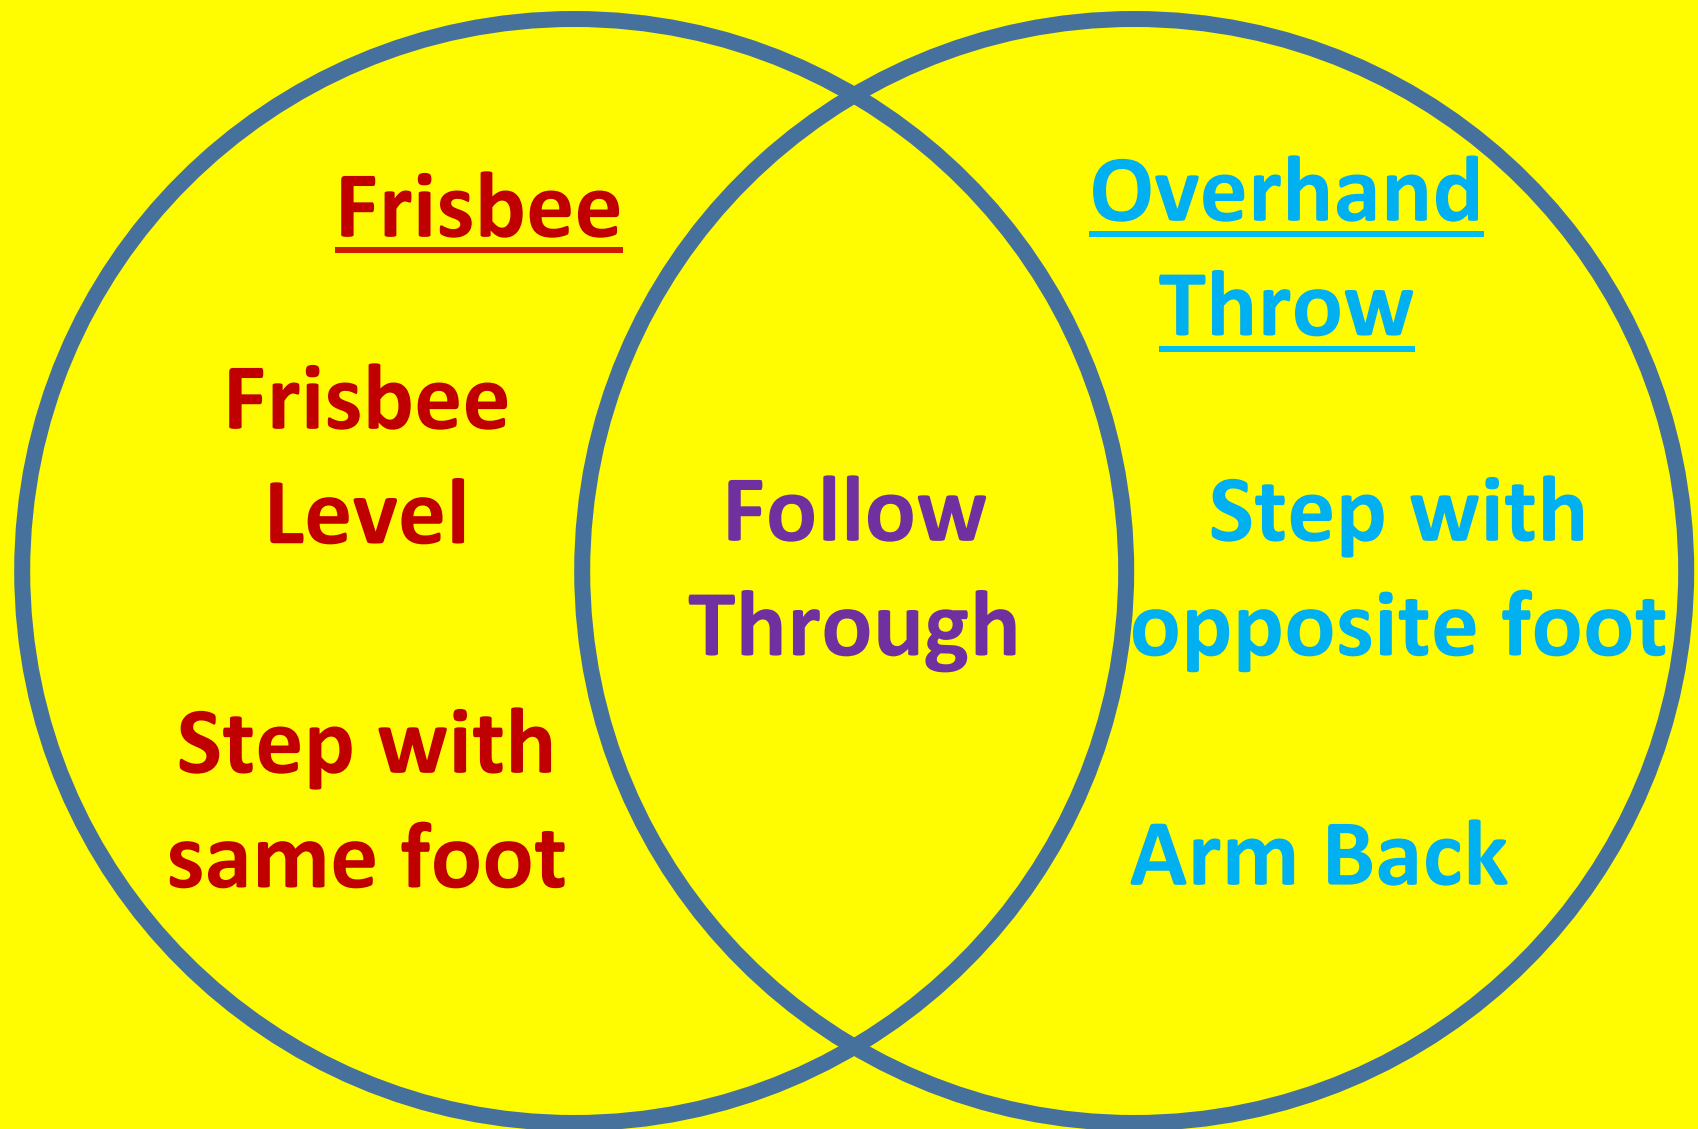 Frisbee
Frisbee
Level
Step with
same foot
Follow
Through
Overhand
Throw
Step with
opposite foot
Arm Back